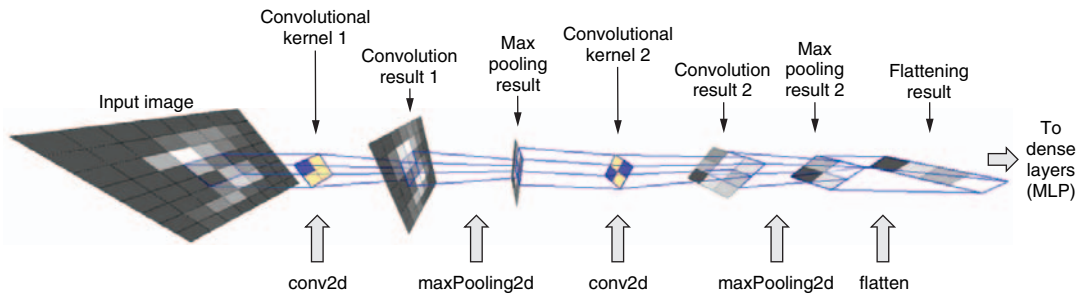 Convolutional
kernel 1
Convolution
result 1
Max
pooling
result
Convolutional
kernel 2
Convolution
result 2
Max
pooling
result 2
Flattening
result
Input image
To
dense
layers
(MLP)
conv2d
maxPooling2d
conv2d
maxPooling2d
flatten